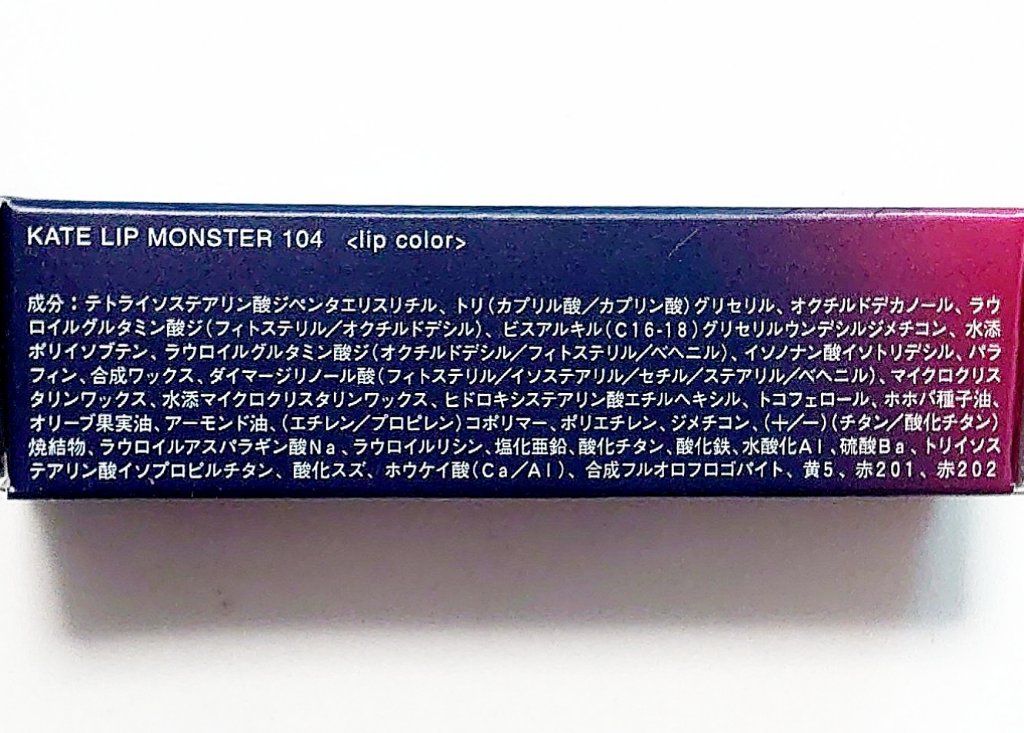 KATE LIP MONSTER 104 <lip color>
成分：テトライソステアリン酸ジペンタエリスリチル、トリ（カプリル酸／カプリン酸）グリセリル、オクチルドデカノール、ラウ
ロイルグルタミン酸ジ（フィトステリル／オクチルドデシル）、ビスアルキル（C16-18）グリセリルウンデシルジメチコン、水添
ポリイソブテン、ラウロイルグルタミン酸ジ（オクチルドデシル／フィトステリル／ベヘニル）、イソノナン酸イソトリデシル、パラ
フィン、合成ワックス、ダイマージリノール酸（フィトステリル／イソステアリル／セチル／ステアリル／ベヘニル）、マイクロクリス
タリンワックス、水添マイクロクリスタリンワックス、ヒドロキシステアリン酸エチルヘキシル、トコフェロール、ホホバ種子油、
オリーブ果実油、アーモンド油、（エチレン／プロピレン）コポリマー、ポリエチレン、ジメチコン、（＋／－）（チタン／酸化チタン）
焼結物、ラウロイルアスパラギン酸Na、ラウロイルリシン、塩化亜鉛、酸化チタン、酸化鉄、水酸化Al、硫酸Ba、トリイソス
テアリン酸イソプロピルチタン、酸化スズ、ホウケイ酸（Ca／Al）、合成フルオロフロゴパイト、黄5、赤201、赤202